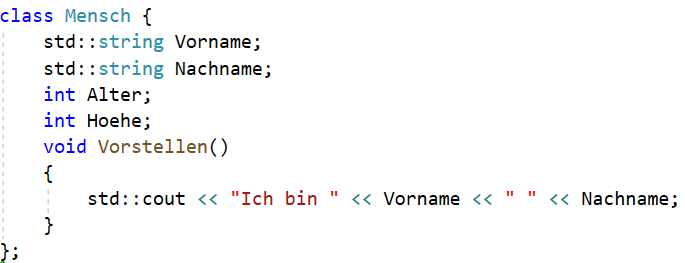 class Mensch {
    std::string Vorname;
    std::string Nachname;
    int Alter;
    int Hoehe;
    void Vorstellen()
    {
        std::cout << "Ich bin " << Vorname << " " << Nachname;
    }
};